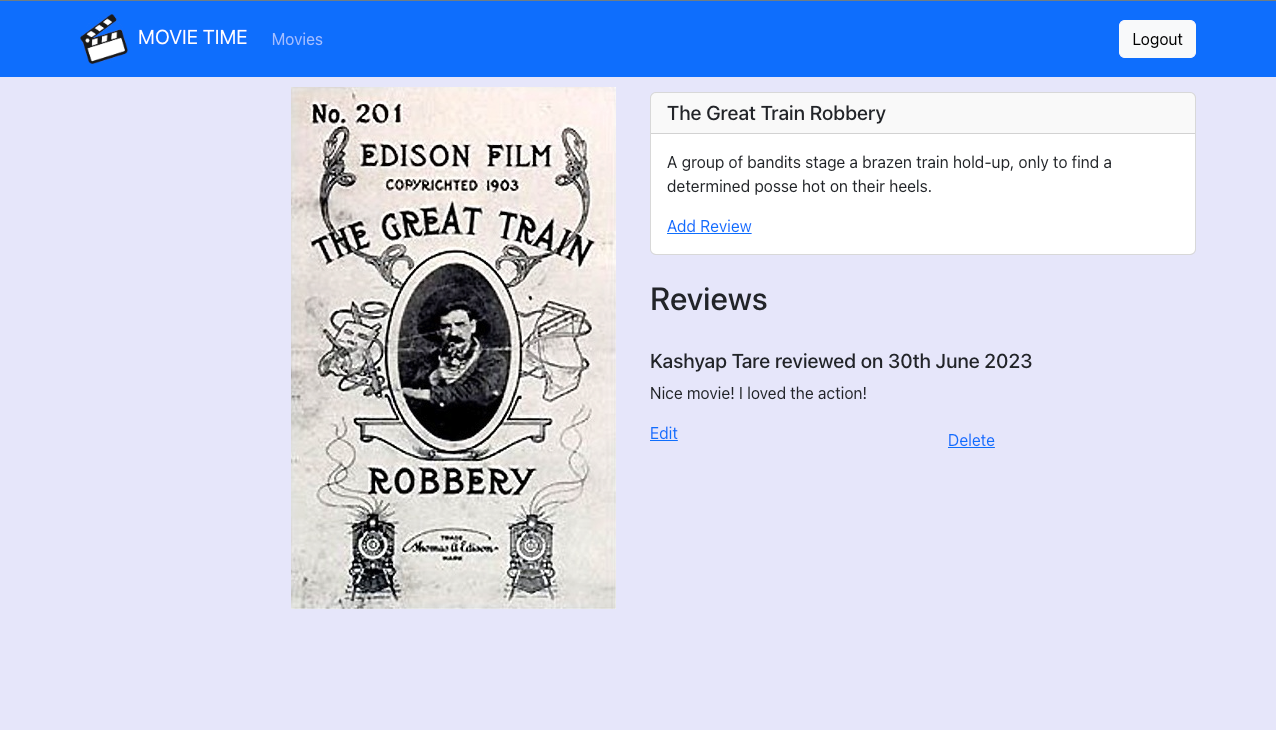 MOVIE TIME
Movies
Logout
No. 201
EDISON FILM
COPYRIGHTED 1903
THE GREAT TRAIN
ROBBERY
TRADE
Thomas A Edison
MARK
The Great Train Robbery
A group of bandits stage a brazen train hold-up, only to find a
determined posse hot on their heels.
Add Review
Reviews
Kashyap Tare reviewed on 30th June 2023
Nice movie! I loved the action!
Edit
Delete